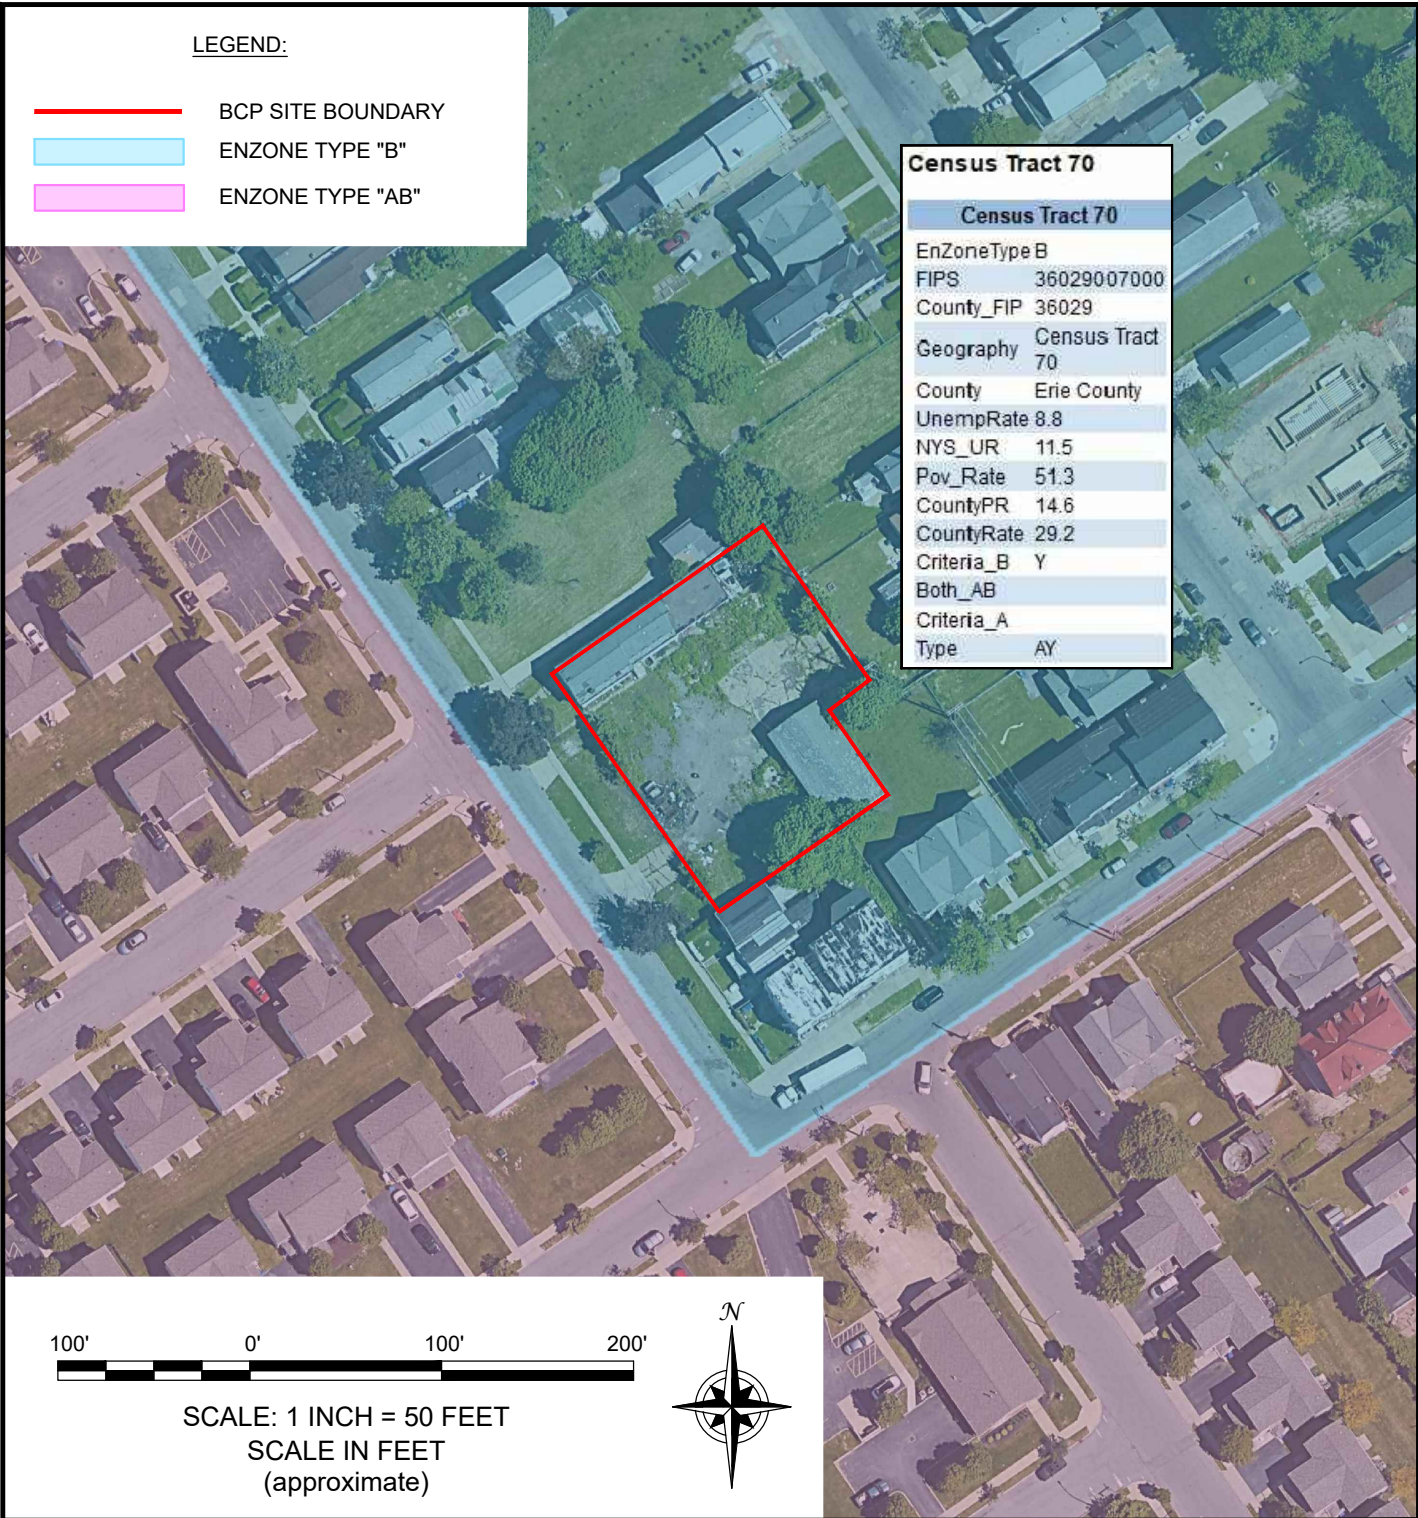 LEGEND:
BCP SITE BOUNDARY
ENZONE TYPE "B"
ENZONE TYPE "AB"
Census Tract 70
Census Tract 70
EnZoneType B
FIPS 36029007000
County_FIP 36029
Geography Census Tract
70
County Erie County
UnempRate 8.8
NYS_UR 11.5
Pov_Rate 51.3
CountyPR 14.6
CountyRate 29.2
Criteria_B Y
Both_AB
Criteria_A
Type AY
100' 0' 100' 200'
SCALE: 1 INCH = 50 FEET
SCALE IN FEET
(approximate)
N